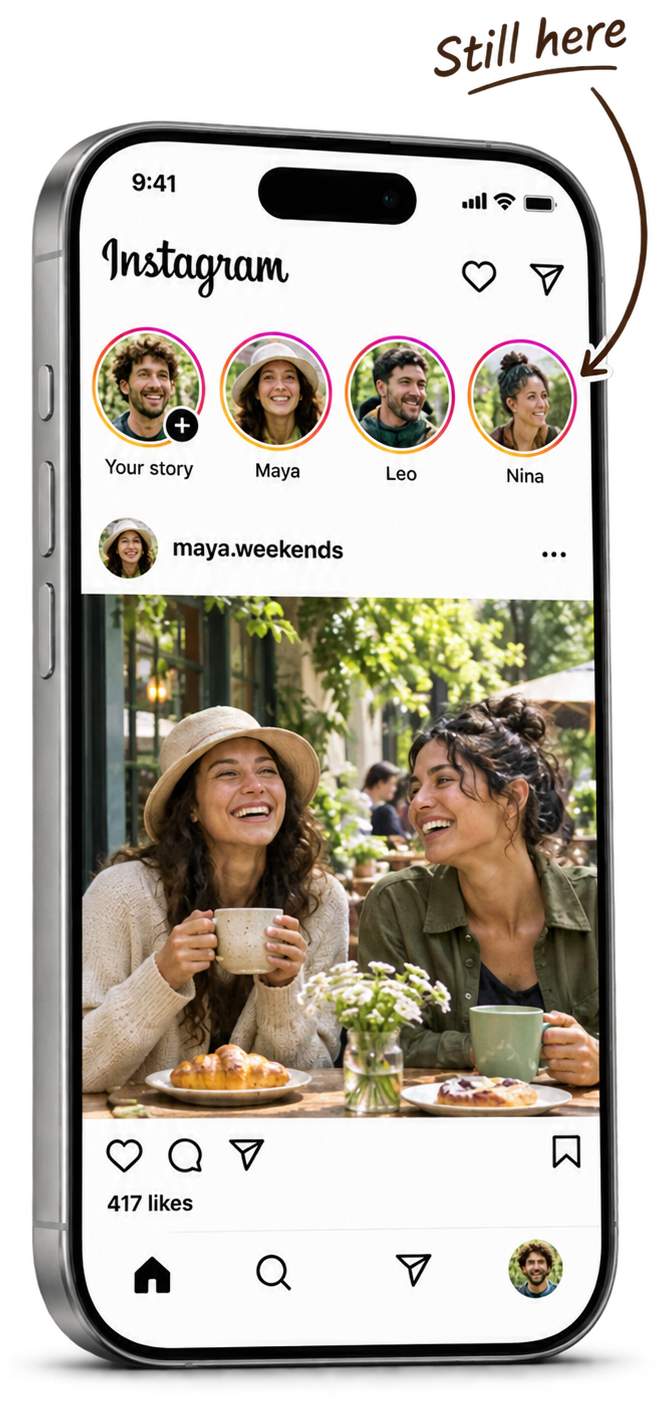 Still here
9:41
Instagram
Your story
Maya
Leo
Nina
maya.weekends
417 likes